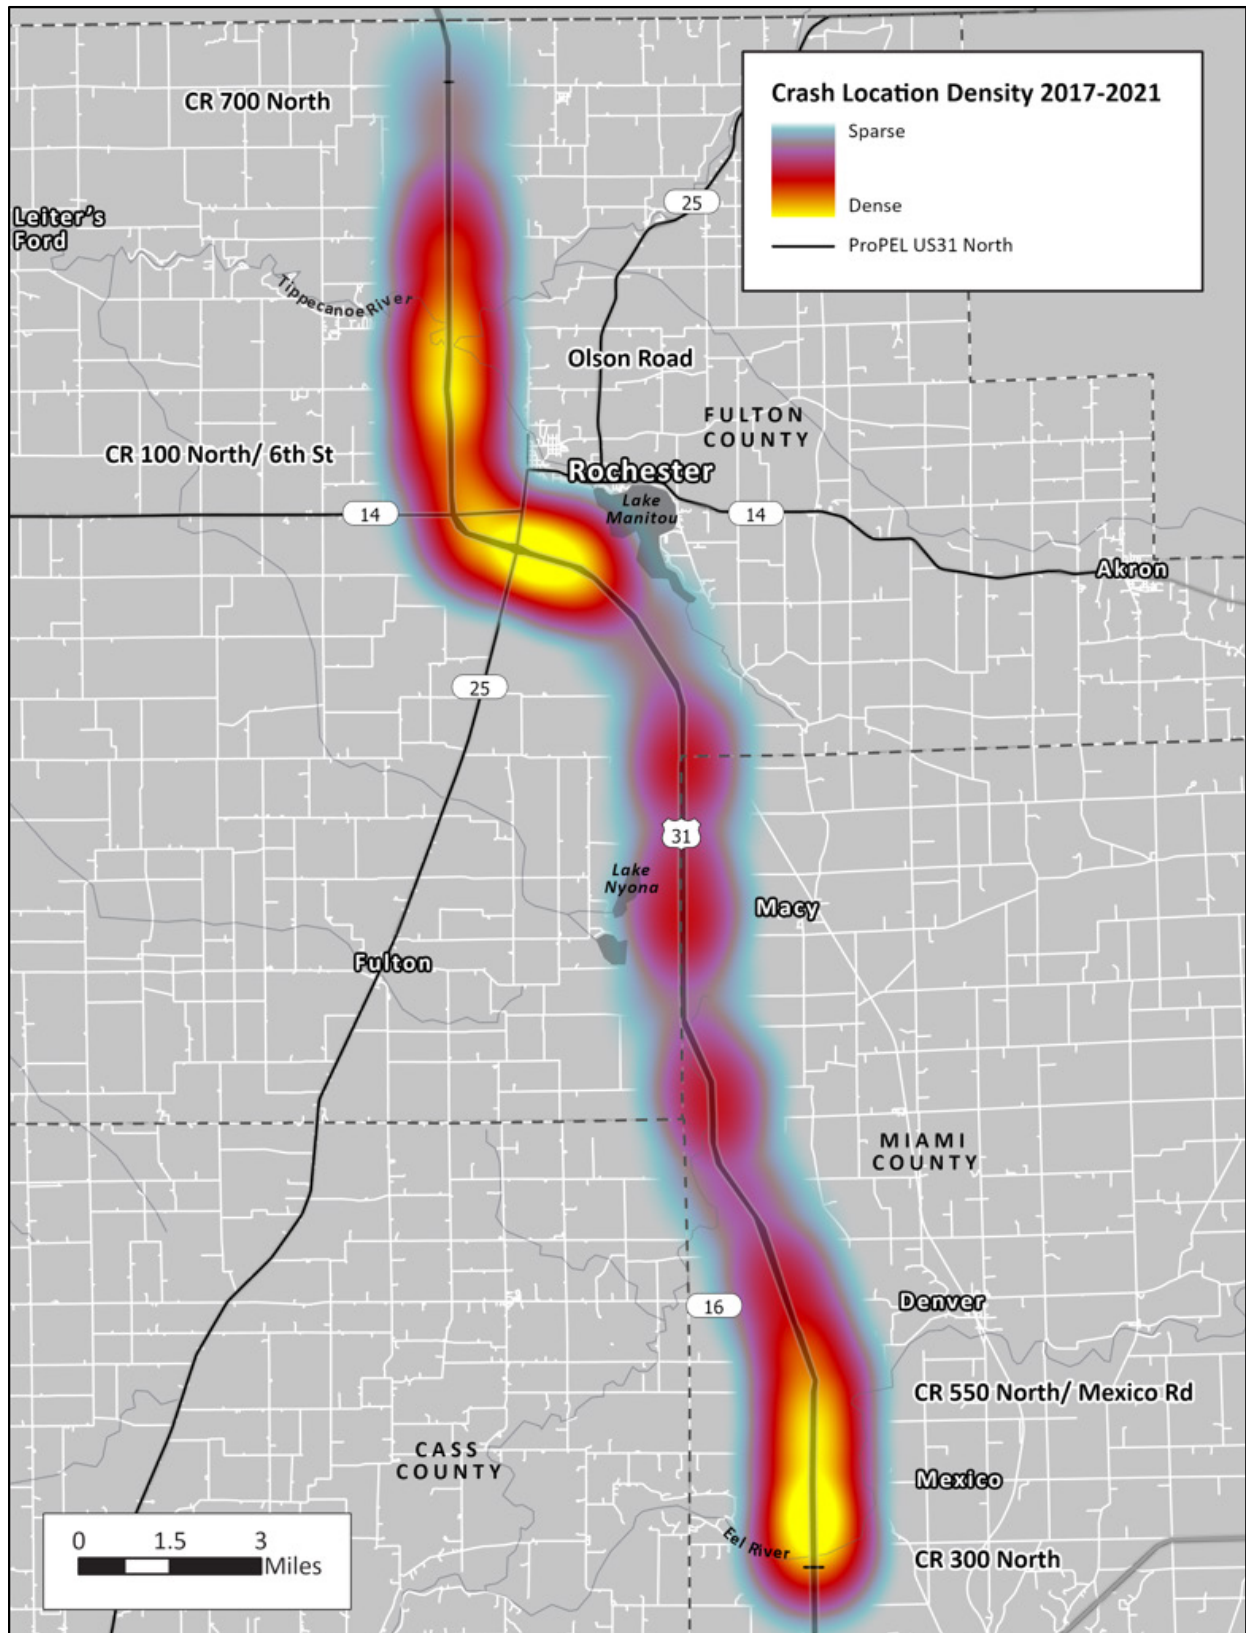 CR 700 North
Crash Location Density 2017-2021
Sparse
Dense
ProPEL US31 North
25
Leiter's
Ford
Tippecanoe River
Olson Road
FULTON
COUNTY
CR 100 North/ 6th St
Rochester
Lake
Manitou
14
14
Akron
25
31
Lake
Nyona
Macy
Fulton
MIAMI
COUNTY
16
Denver
CR 550 North/ Mexico Rd
CASS
COUNTY
Mexico
Eel River
CR 300 North
0 1.5 3
Miles